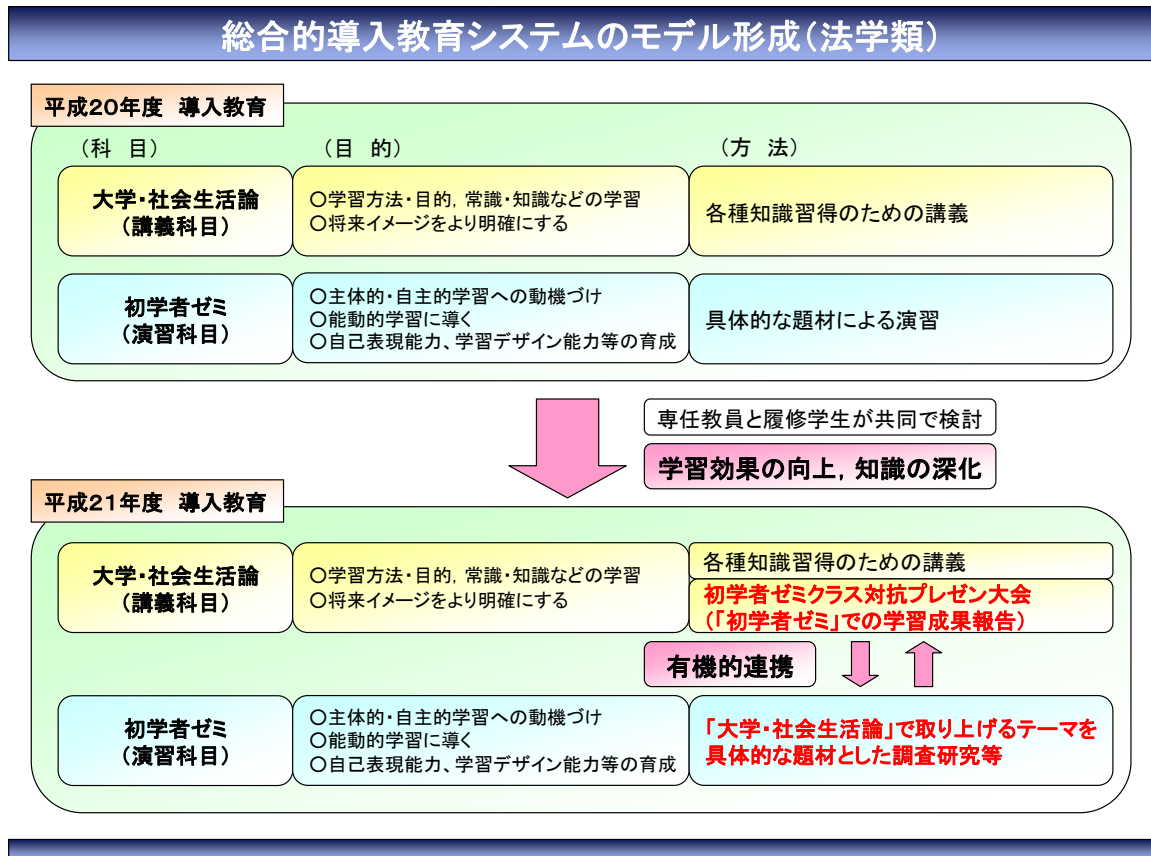 総合的導入教育システムのモデル形成（法学類）
平成２０年度　導入教育
（科　目）
（目　的）
（方　法）
大学・社会生活論
（講義科目）
○学習方法・目的，常識・知識などの学習
○将来イメージをより明確にする
各種知識習得のための講義
初学者ゼミ
（演習科目）
○主体的・自主的学習への動機づけ
○能動的学習に導く
○自己表現能力、学習デザイン能力等の育成
具体的な題材による演習
専任教員と履修学生が共同で検討
学習効果の向上，知識の深化
平成２１年度　導入教育
大学・社会生活論
（講義科目）
○学習方法・目的，常識・知識などの学習
○将来イメージをより明確にする
各種知識習得のための講義
初学者ゼミクラス対抗プレゼン大会
（「初学者ゼミ」での学習成果報告）
有機的連携
初学者ゼミ
（演習科目）
○主体的・自主的学習への動機づけ
○能動的学習に導く
○自己表現能力、学習デザイン能力等の育成
「大学・社会生活論」で取り上げるテーマを
具体的な題材とした調査研究等